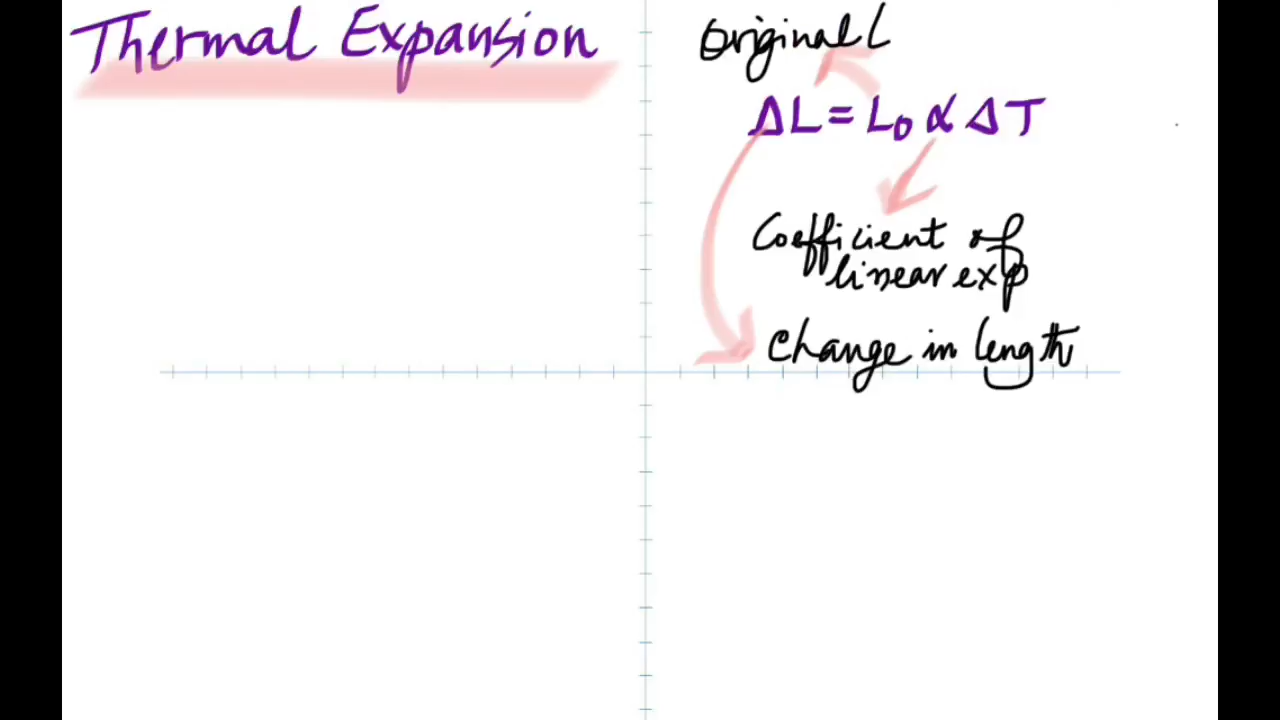 Thermal Expansion
Original L
ΔL = L₀ α ΔT
Coefficient of
linear exp
Change in length